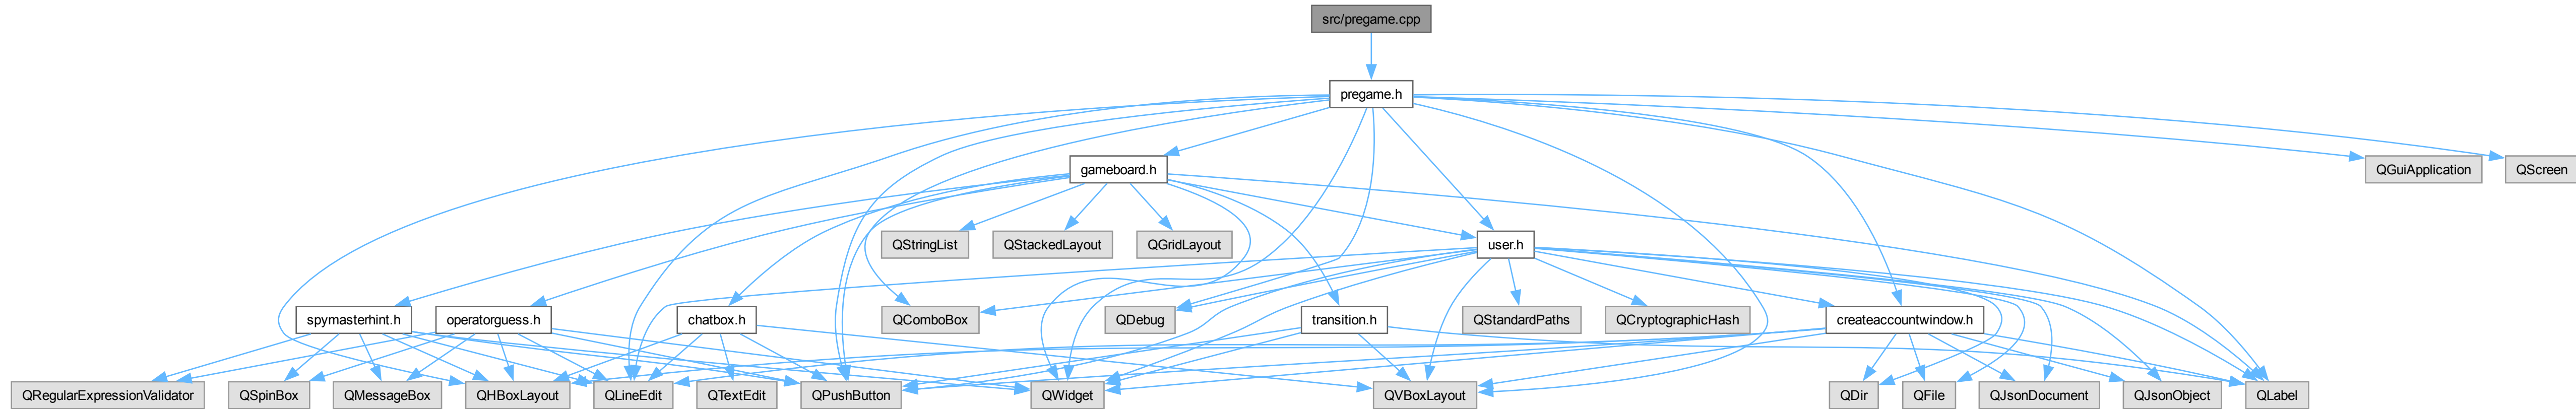 src/pregame.cpp
pregame.h
gameboard.h
QGuiApplication
QScreen
QStringList
QStackedLayout
QGridLayout
user.h
spymasterhint.h
operatorguess.h
chatbox.h
QComboBox
QDebug
transition.h
QStandardPaths
QCryptographicHash
createaccountwindow.h
QRegularExpressionValidator
QSpinBox
QMessageBox
QHBoxLayout
QLineEdit
QTextEdit
QPushButton
QWidget
QVBoxLayout
QDir
QFile
QJsonDocument
QJsonObject
QLabel